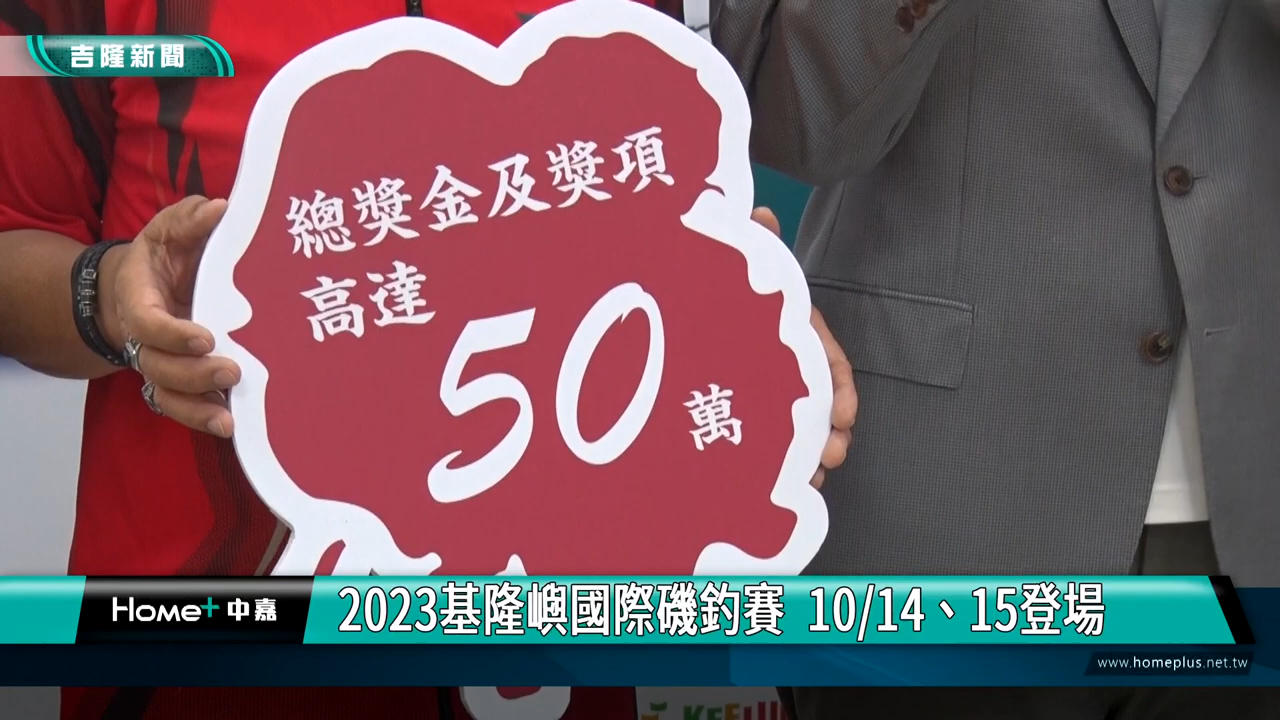 吉隆新聞
總獎金及獎項
高達
50萬
Home+中嘉
2023基隆嶼國際磯釣賽 10/14、15登場
www.homeplus.net.tw